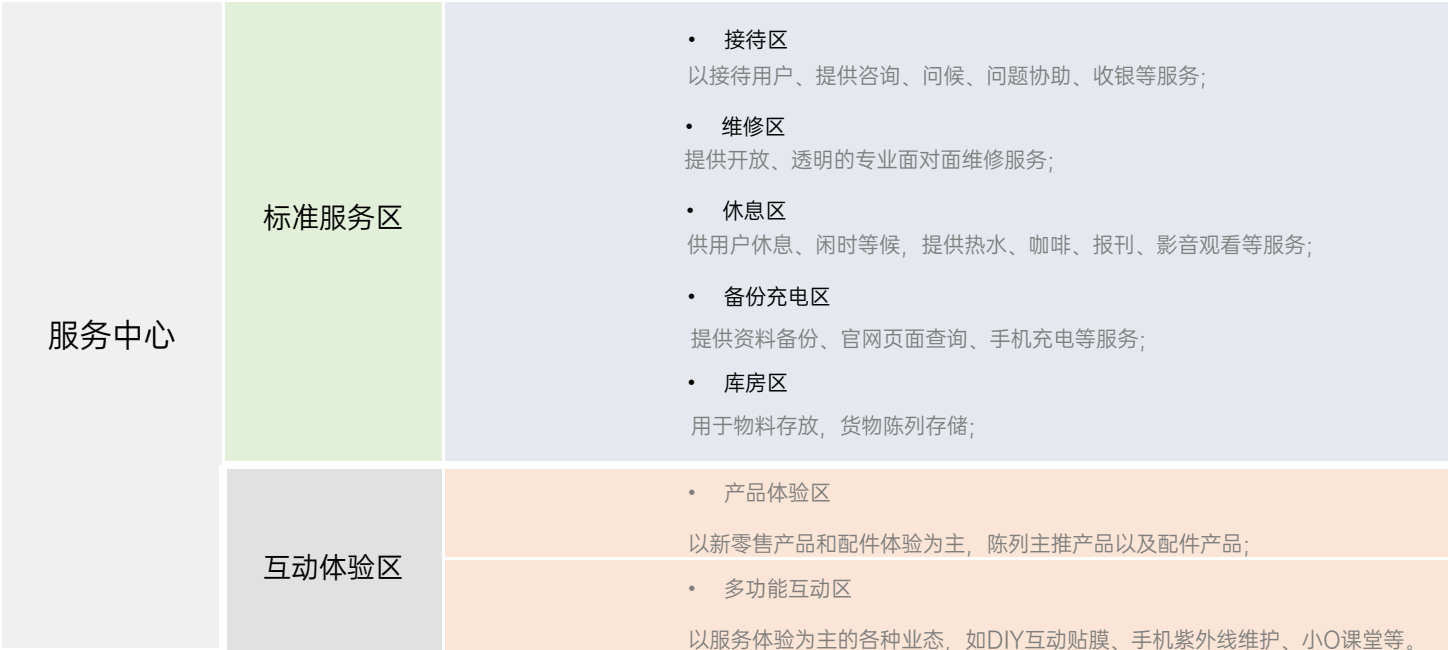 服务中心
标准服务区
• 接待区
以接待用户、提供咨询、问候、问题协助、收银等服务;
• 维修区
提供开放、透明的专业面对面维修服务;
• 休息区
供用户休息、闲时等候，提供热水、咖啡、报刊、影音观看等服务;
• 备份充电区
提供资料备份、官网页面查询、手机充电等服务;
• 库房区
用于物料存放，货物陈列存储;
互动体验区
• 产品体验区
以新零售产品和配件体验为主，陈列主推产品以及配件产品;
• 多功能互动区
以服务体验为主的各种业态，如DIY互动贴膜、手机紫外线维护、小O课堂等。